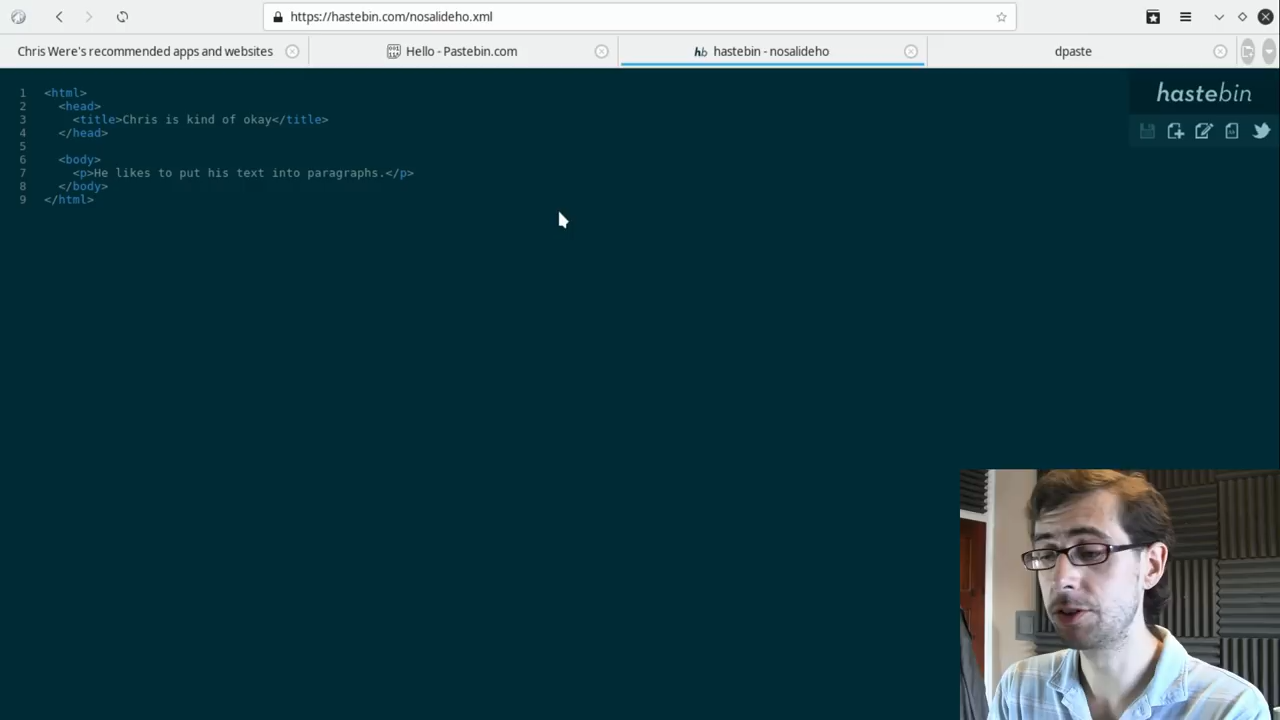 https://hastebin.com/nosalideho.xml
Chris Were's recommended apps and websites
Hello - Pastebin.com
hb hastebin - nosalideho
dpaste
hastebin
1 <html>
2 <head>
3 <title>Chris is kind of okay</title>
4 </head>
5
6 <body>
7 <p>He likes to put his text into paragraphs.</p>
8 </body>
9 </html>